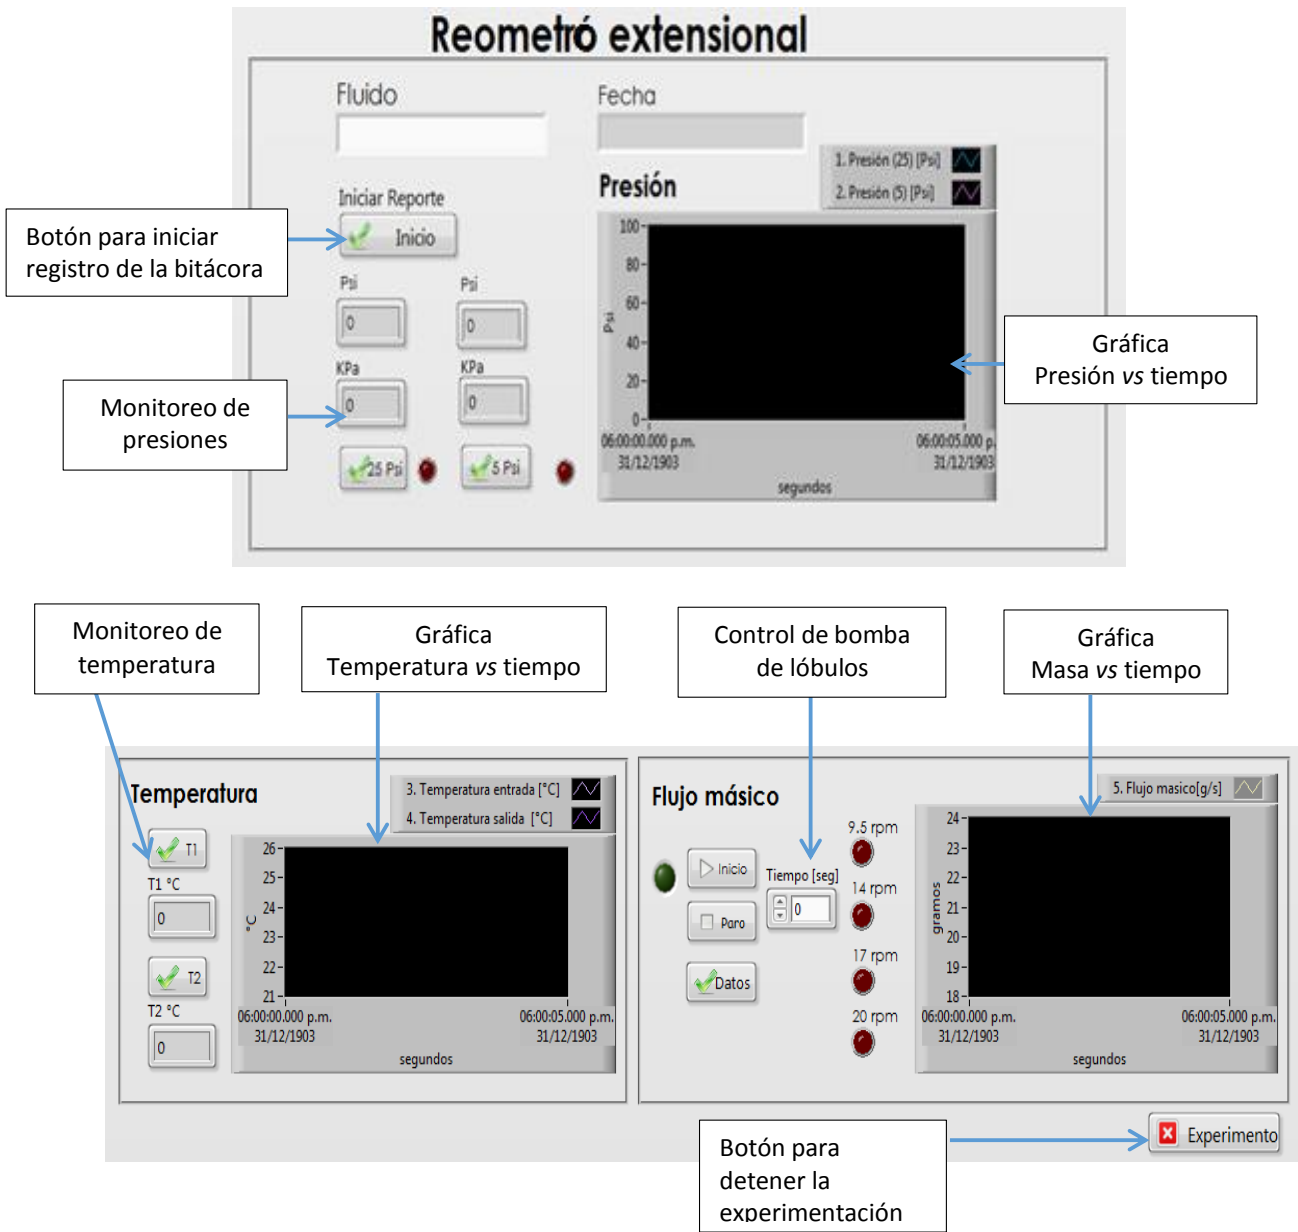 Reometró extensional
Fluido
Fecha
1. Presión (25) [Psi]
2. Presión (5) [Psi]
Presión
Iniciar Reporte
Inicio
Botón para iniciar
registro de la bitácora
Psi
Psi
0
0
KPa
KPa
0
0
Monitoreo de
presiones
25 Psi
5 Psi
100
80
60
40
20
0
Psi
06:00:00.000 p.m.
31/12/1903
06:00:05.000 p.
31/12/1903
segundos
Gráfica
Presión vs tiempo
Monitoreo de
temperatura
Gráfica
Temperatura vs tiempo
Control de bomba
de lóbulos
Gráfica
Masa vs tiempo
Temperatura
3. Temperatura entrada [°C]
4. Temperatura salida [°C]
T1
T1 °C
0
T2
T2 °C
0
26
25
24
23
22
21
°C
06:00:00.000 p.m.
31/12/1903
06:00:05.000 p.m.
31/12/1903
segundos
Flujo másico
Inicio
Paro
Datos
Tiempo [seg]
0
9.5 rpm
14 rpm
17 rpm
20 rpm
5. Flujo masico[g/s]
24
23
22
21
20
19
18
gramos
06:00:00.000 p.m.
31/12/1903
06:00:05.000 p.m.
31/12/1903
segundos
Experimento
Botón para
detener la
experimentación